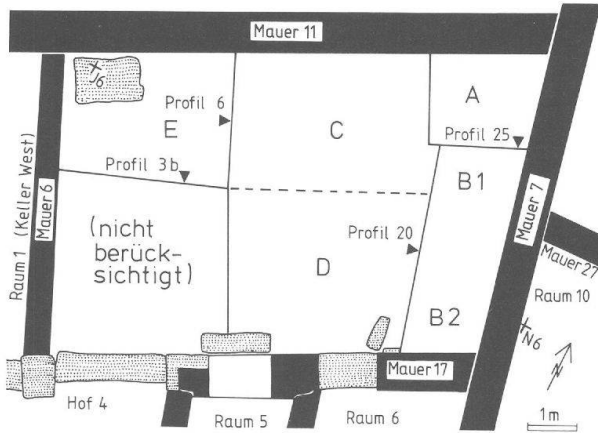 Mauer 11
J6
A
Profil 6
E
C
Profil 25
Profil 3b
B1
Raum 1 (Keller West)
Mauer 6
Mauer 7
(nicht
berück-
sichtigt)
Profil 20
D
Mauer 27
Raum 10
B2
N6
N
Mauer 17
Hof 4
Raum 5
Raum 6
1m